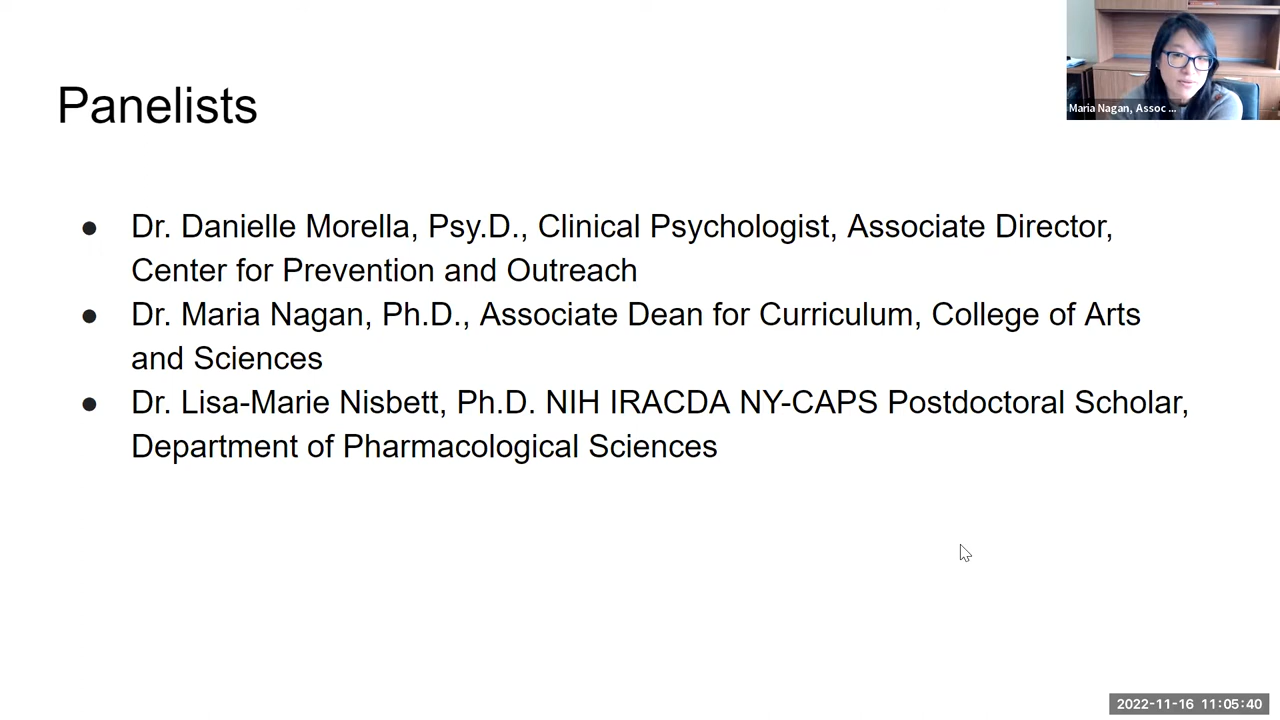 Panelists
Maria Nagan, Assoc ...
● Dr. Danielle Morella, Psy.D., Clinical Psychologist, Associate Director,
Center for Prevention and Outreach
● Dr. Maria Nagan, Ph.D., Associate Dean for Curriculum, College of Arts
and Sciences
● Dr. Lisa-Marie Nisbett, Ph.D. NIH IRACDA NY-CAPS Postdoctoral Scholar,
Department of Pharmacological Sciences
2022-11-16 11:05:40